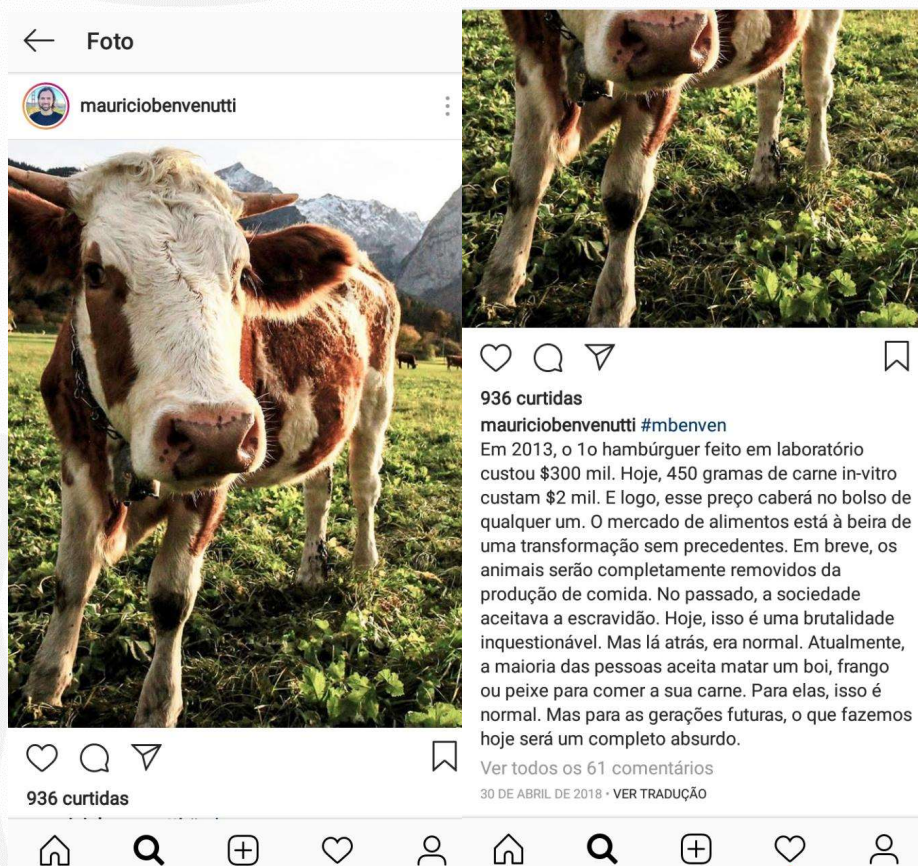 Foto
mauriciobenvenutti
936 curtidas
936 curtidas
mauriciobenvenutti #mbenven
Em 2013, o 1o hambúrguer feito em laboratório
custou $300 mil. Hoje, 450 gramas de carne in-vitro
custam $2 mil. E logo, esse preço caberá no bolso de
qualquer um. O mercado de alimentos está à beira de
uma transformação sem precedentes. Em breve, os
animais serão completamente removidos da
produção de comida. No passado, a sociedade
aceitava a escravidão. Hoje, isso é uma brutalidade
inquestionável. Mas lá atrás, era normal. Atualmente,
a maioria das pessoas aceita matar um boi, frango
ou peixe para comer a sua carne. Para elas, isso é
normal. Mas para as gerações futuras, o que fazemos
hoje será um completo absurdo.
Ver todos os 61 comentários
30 DE ABRIL DE 2018 • VER TRADUÇÃO